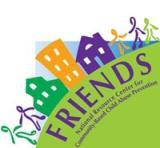 FRIENDS
National Resource Center for
Community-Based Child Abuse Prevention